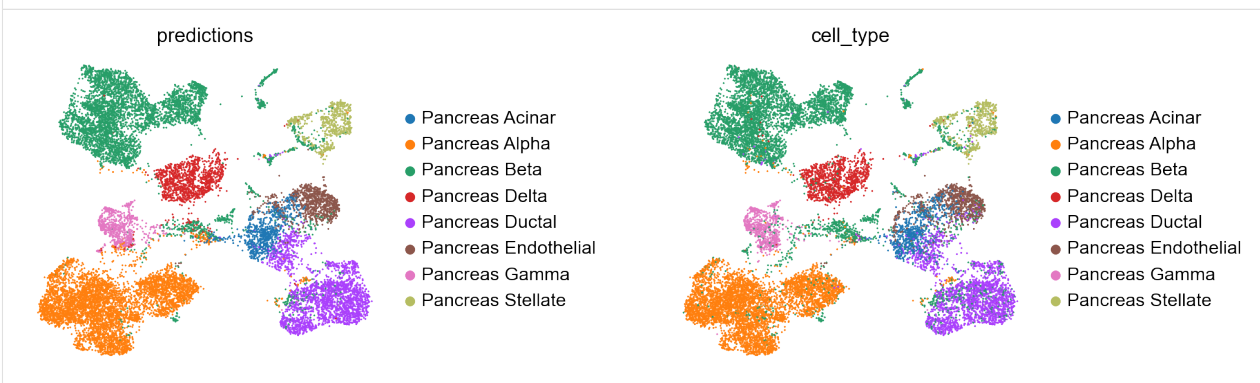 predictions
Pancreas Acinar
Pancreas Alpha
Pancreas Beta
Pancreas Delta
Pancreas Ductal
Pancreas Endothelial
Pancreas Gamma
Pancreas Stellate
cell_type
Pancreas Acinar
Pancreas Alpha
Pancreas Beta
Pancreas Delta
Pancreas Ductal
Pancreas Endothelial
Pancreas Gamma
Pancreas Stellate